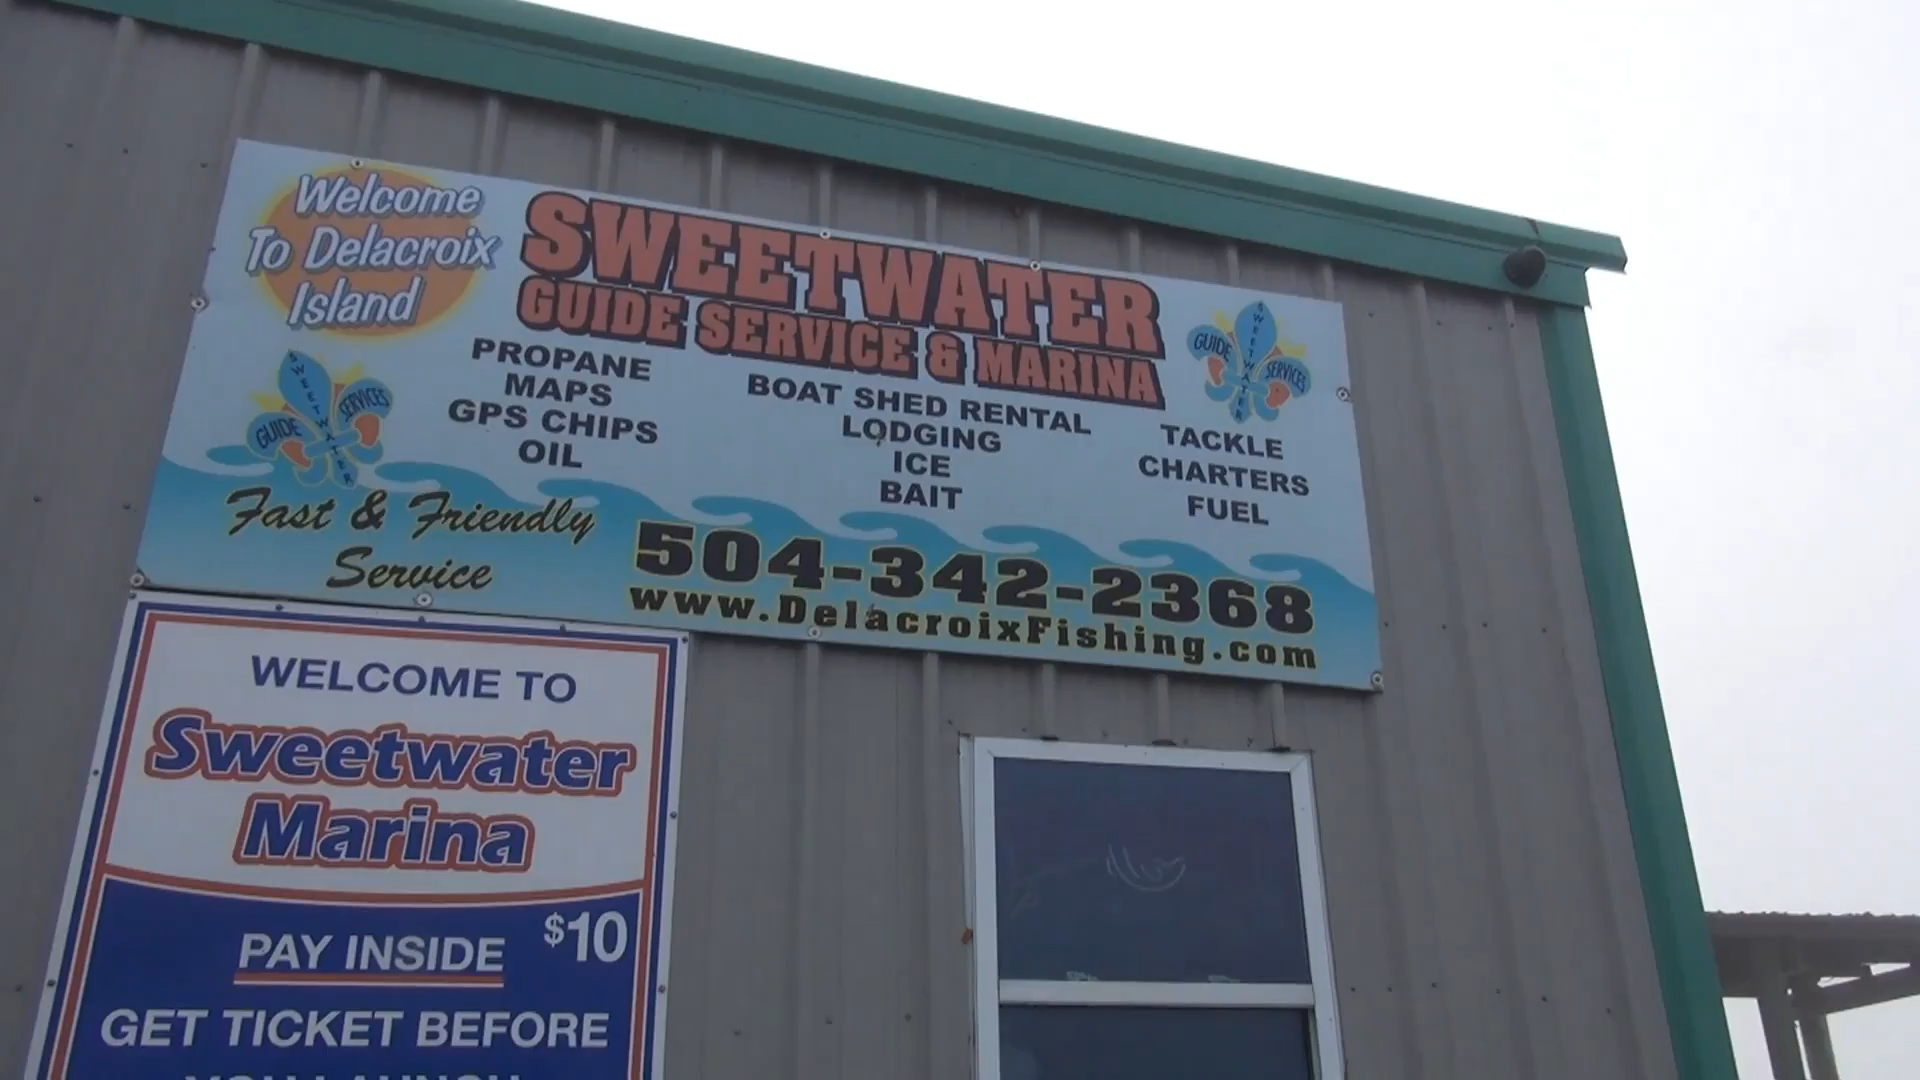 Welcome
To Delacroix
Island
SWEETWATER
GUIDE SERVICE & MARINA
SWEETWATER
GUIDE SERVICES
SWEETWATER
GUIDE SERVICES
PROPANE
MAPS
GPS CHIPS
OIL
BOAT SHED RENTAL
LODGING
ICE
BAIT
TACKLE
CHARTERS
FUEL
Fast & Friendly
Service
504-342-2368
www.DelacroixFishing.com
WELCOME TO
Sweetwater
Marina
PAY INSIDE $10
GET TICKET BEFORE
YOU LAUNCH